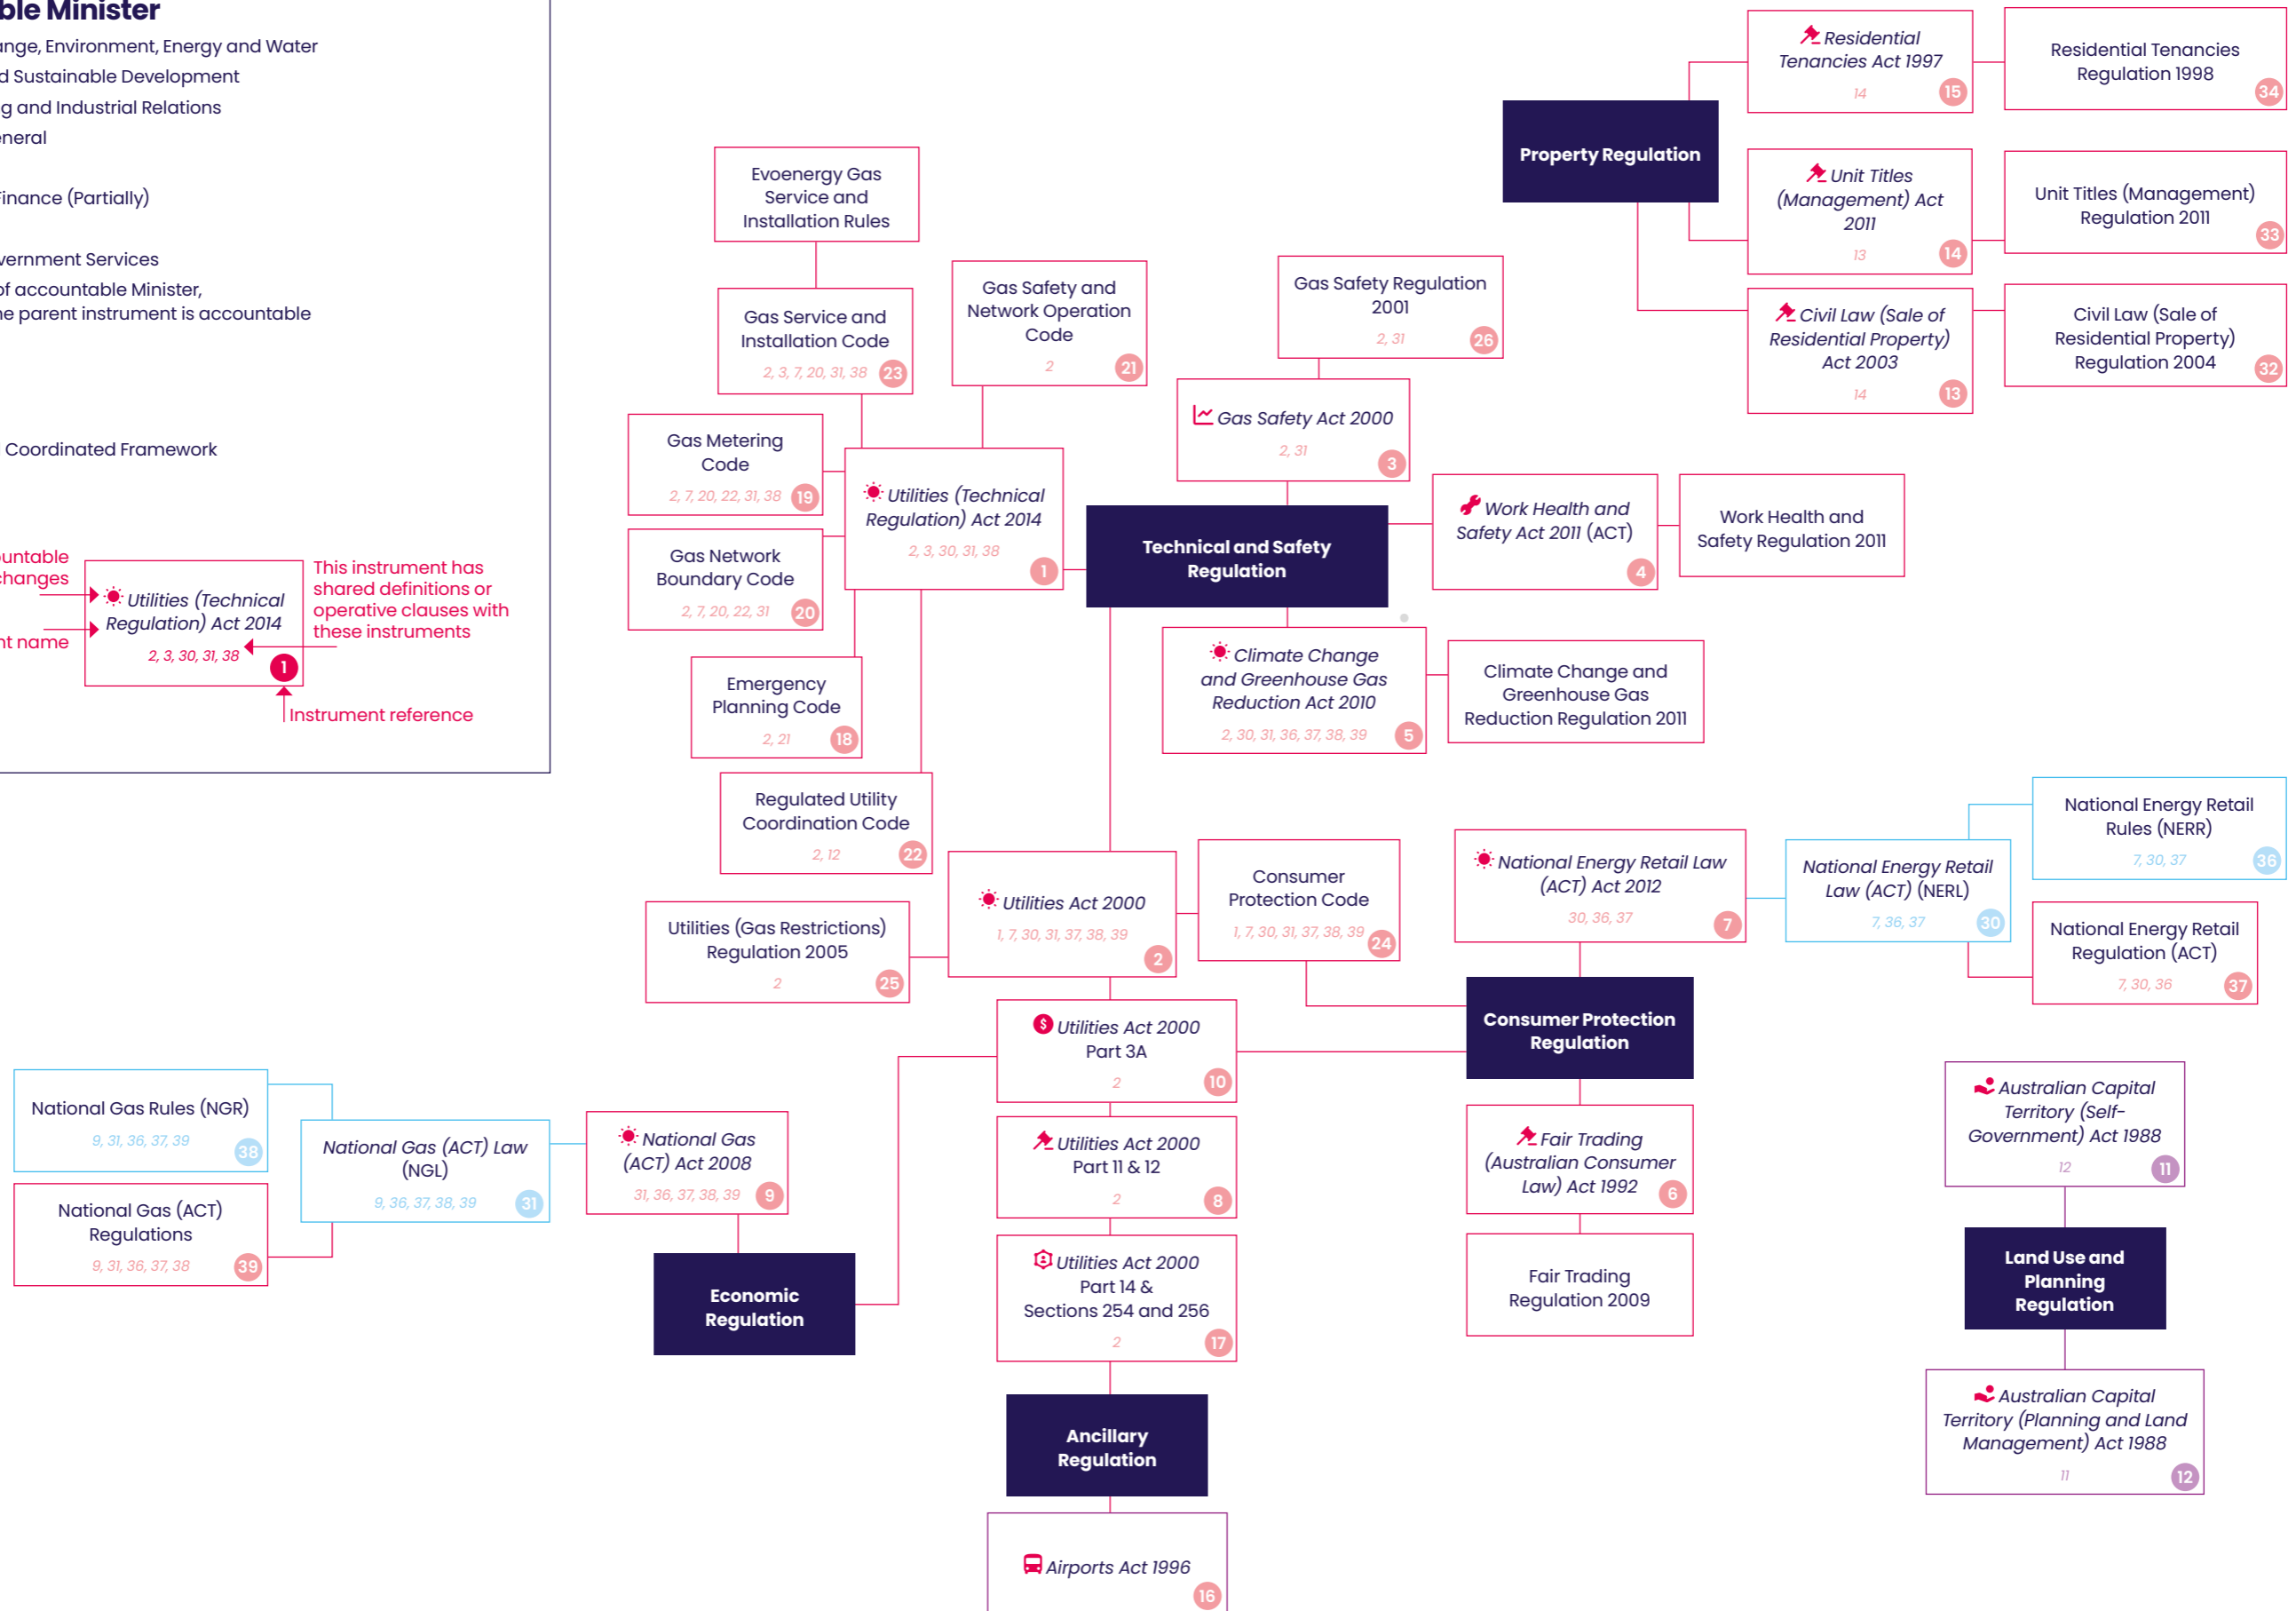 ble Minister
ange, Environment, Energy and Water
d Sustainable Development
g and Industrial Relations
eneral
Finance (Partially)
vernment Services
of accountable Minister,
he parent instrument is accountable
Coordinated Framework
ountable
changes
nt name
Utilities (Technical
Regulation) Act 2014
2, 3, 30, 31, 38
1
This instrument has
shared definitions or
operative clauses with
these instruments
Instrument reference
Evoenergy Gas
Service and
Installation Rules
Gas Service and
Installation Code
2, 3, 7, 20, 31, 38
23
Gas Safety and
Network Operation
Code
2
21
Gas Metering
Code
2, 7, 20, 22, 31, 38
19
Gas Network
Boundary Code
2, 7, 20, 22, 31
20
Utilities (Technical
Regulation) Act 2014
2, 3, 30, 31, 38
1
Emergency
Planning Code
2, 21
18
Regulated Utility
Coordination Code
2, 12
22
Gas Safety Regulation
2001
2, 31
26
Gas Safety Act 2000
2, 31
3
Technical and Safety
Regulation
Work Health and
Safety Act 2011 (ACT)
4
Work Health and
Safety Regulation 2011
Climate Change
and Greenhouse Gas
Reduction Act 2010
2, 30, 31, 36, 37, 38, 39
5
Climate Change and
Greenhouse Gas
Reduction Regulation 2011
Property Regulation
Residential
Tenancies Act 1997
14
15
Residential Tenancies
Regulation 1998
34
Unit Titles
(Management) Act
2011
13
14
Unit Titles (Management)
Regulation 2011
33
Civil Law (Sale of
Residential Property)
Act 2003
14
13
Civil Law (Sale of
Residential Property)
Regulation 2004
32
Utilities (Gas Restrictions)
Regulation 2005
2
25
Utilities Act 2000
1, 7, 30, 31, 37, 38, 39
2
Consumer
Protection Code
1, 7, 30, 31, 37, 38, 39
24
National Energy Retail Law
(ACT) Act 2012
30, 36, 37
7
National Energy Retail
Law (ACT) (NERL)
7, 36, 37
30
National Energy Retail
Rules (NERR)
7, 30, 37
36
National Energy Retail
Regulation (ACT)
7, 30, 36
37
Consumer Protection
Regulation
Utilities Act 2000
Part 3A
2
10
Utilities Act 2000
Part 11 & 12
2
8
Utilities Act 2000
Part 14 &
Sections 254 and 256
2
17
Fair Trading
(Australian Consumer
Law) Act 1992
6
Fair Trading
Regulation 2009
National Gas Rules (NGR)
9, 31, 36, 37, 39
38
National Gas (ACT)
Regulations
9, 31, 36, 37, 38
39
National Gas (ACT) Law
(NGL)
9, 36, 37, 38, 39
31
National Gas
(ACT) Act 2008
31, 36, 37, 38, 39
9
Economic
Regulation
Ancillary
Regulation
Airports Act 1996
16
Australian Capital
Territory (Self-
Government) Act 1988
12
11
Land Use and
Planning
Regulation
Australian Capital
Territory (Planning and Land
Management) Act 1988
11
12